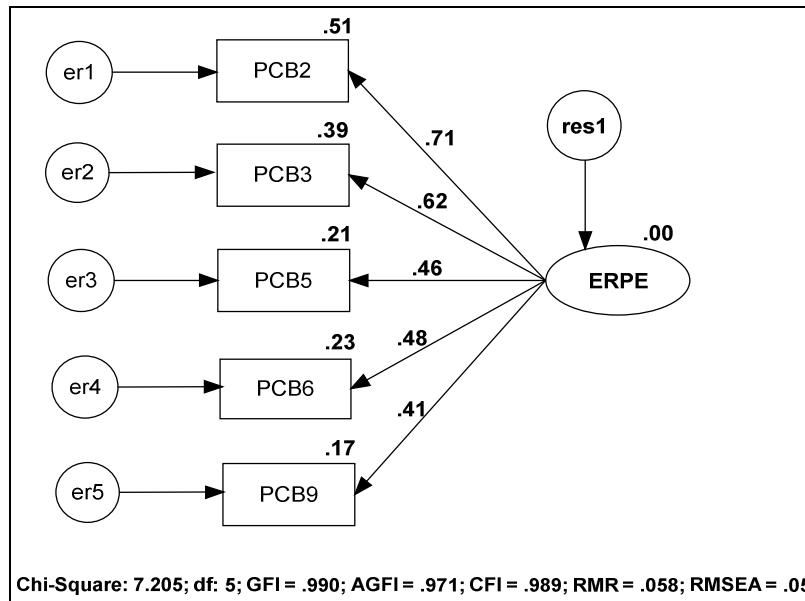 .51
er1
PCB2
.71
res1
.39
er2
PCB3
.62
.21
.00
er3
PCB5
.46
ERPE
.23
.48
er4
PCB6
.41
.17
er5
PCB9
Chi-Square: 7.205; df: 5; GFI = .990; AGFI = .971; CFI = .989; RMR = .058; RMSEA = .05